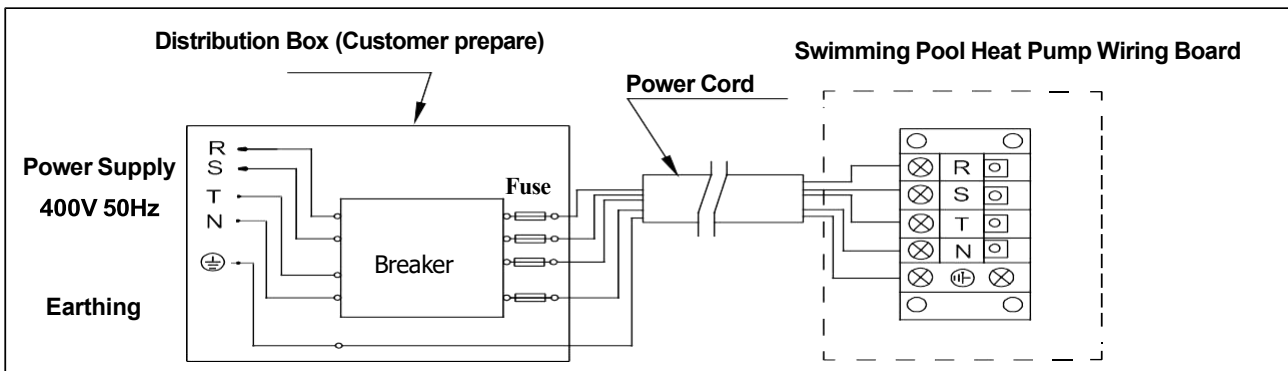 Distribution Box (Customer prepare)
Swimming Pool Heat Pump Wiring Board
Power Cord
Power Supply
400V 50Hz
Earthing
R
S
T
N
Fuse
Breaker
R
S
T
N